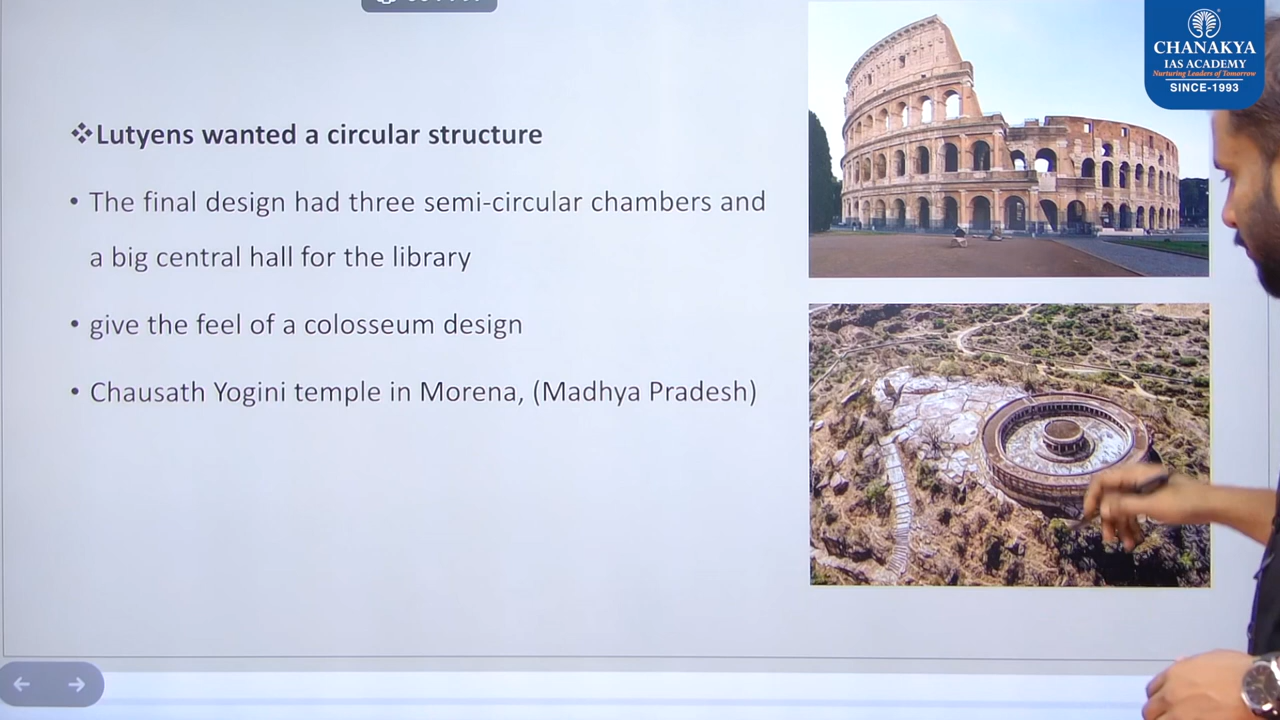 CHANAKYA
IAS ACADEMY
Nurturing Leaders of Tomorrow
SINCE-1993
❖Lutyens wanted a circular structure
• The final design had three semi-circular chambers and
a big central hall for the library
• give the feel of a colosseum design
• Chausath Yogini temple in Morena, (Madhya Pradesh)